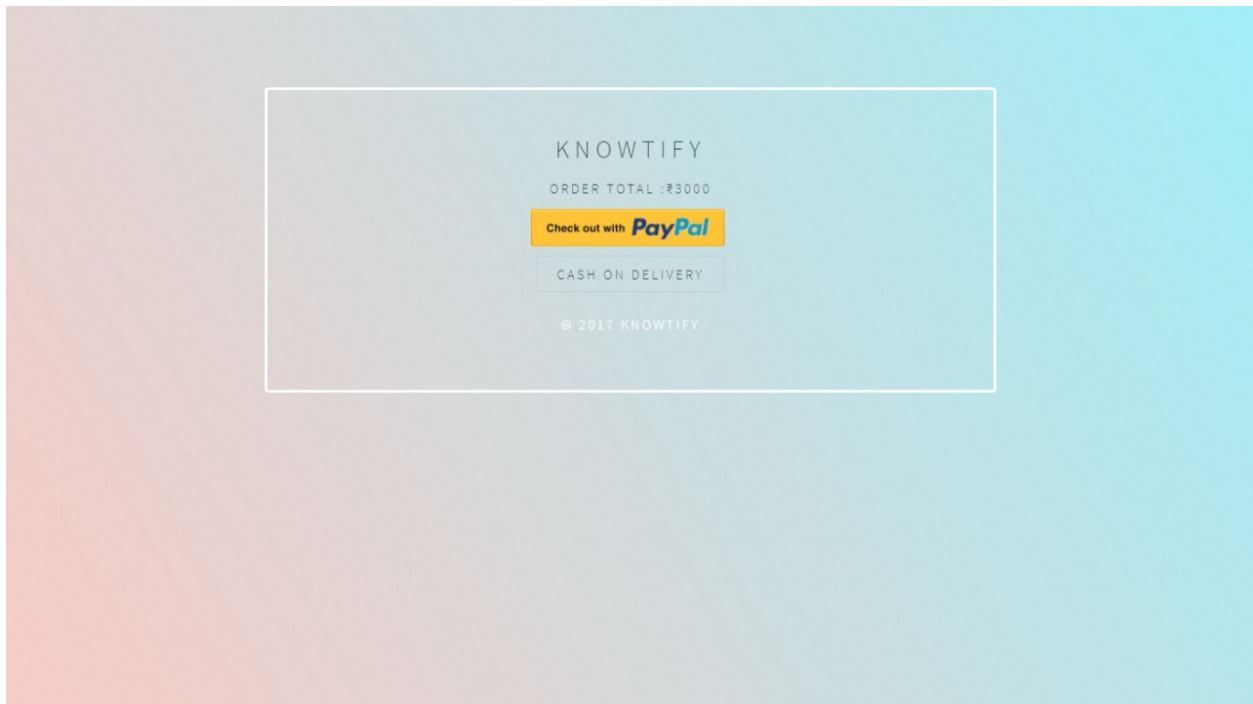 KNOWTIFY
ORDER TOTAL :₹3000
Check out with PayPal
CASH ON DELIVERY
© 2017 KNOWTIFY